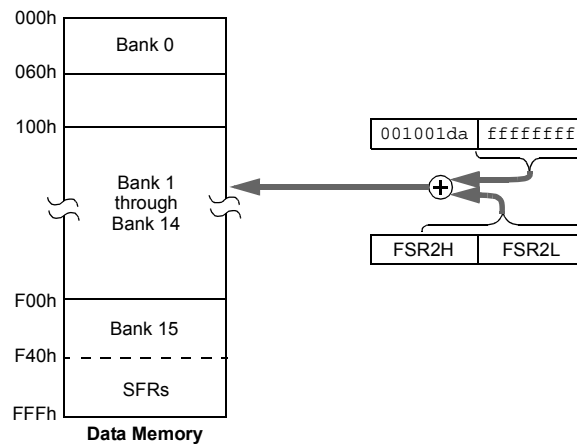 000h
Bank 0
060h
100h
001001da ffffffff
Bank 1
through
Bank 14
FSR2H FSR2L
F00h
Bank 15
F40h
SFRs
FFFh
Data Memory